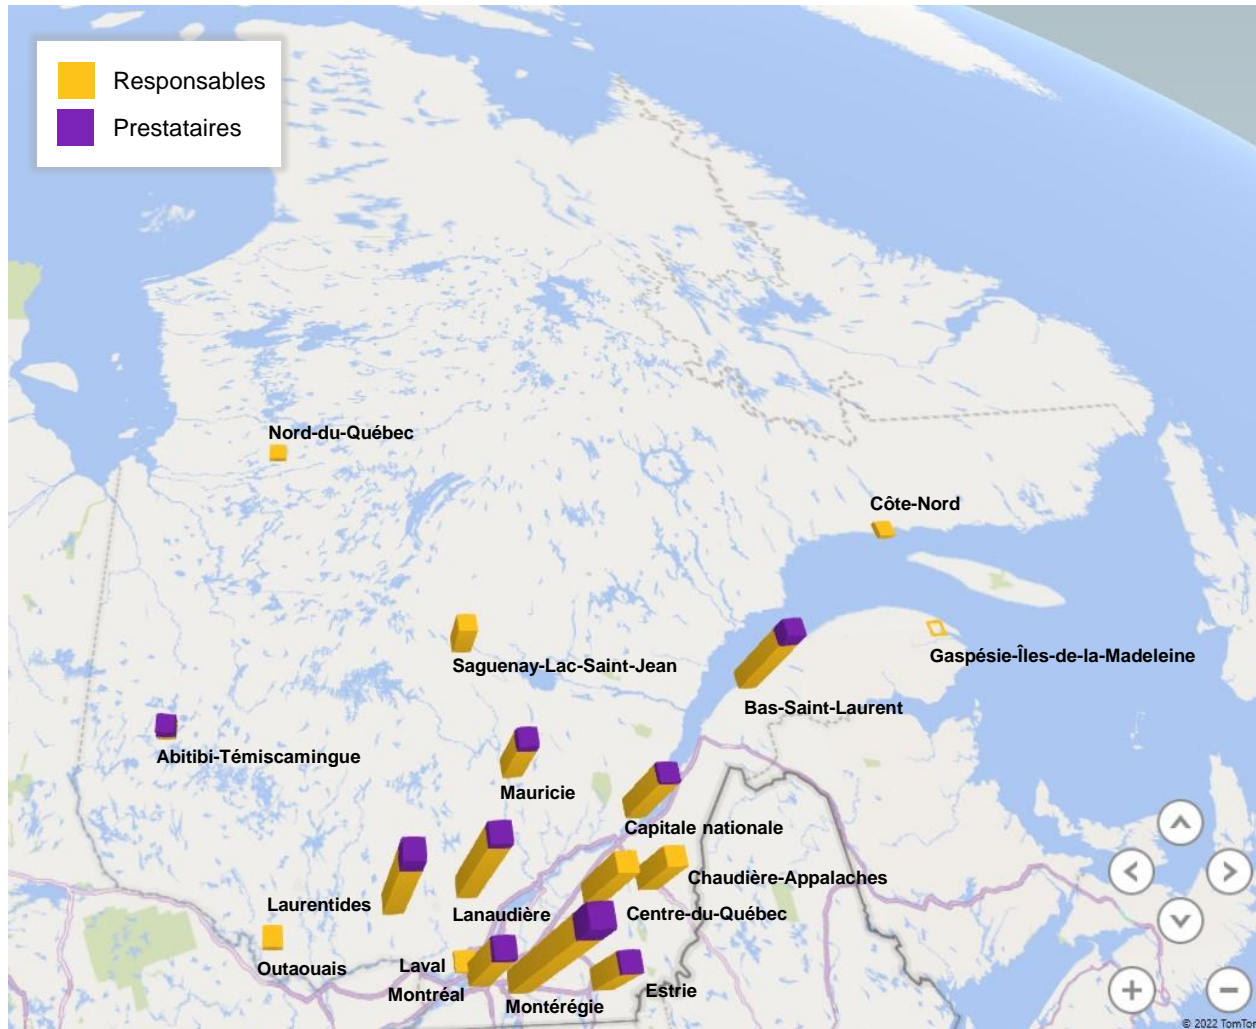 Responsables
Prestataires
Nord-du-Québec
Côte-Nord
Saguenay-Lac-Saint-Jean
Gaspésie-Îles-de-la-Madeleine
Bas-Saint-Laurent
Abitibi-Témiscamingue
Mauricie
Capitale nationale
Chaudière-Appalaches
Laurentides
Lanaudière
Centre-du-Québec
Outaouais
Laval
Montréal
Montérégie
Estrie
© 2022 TomTom